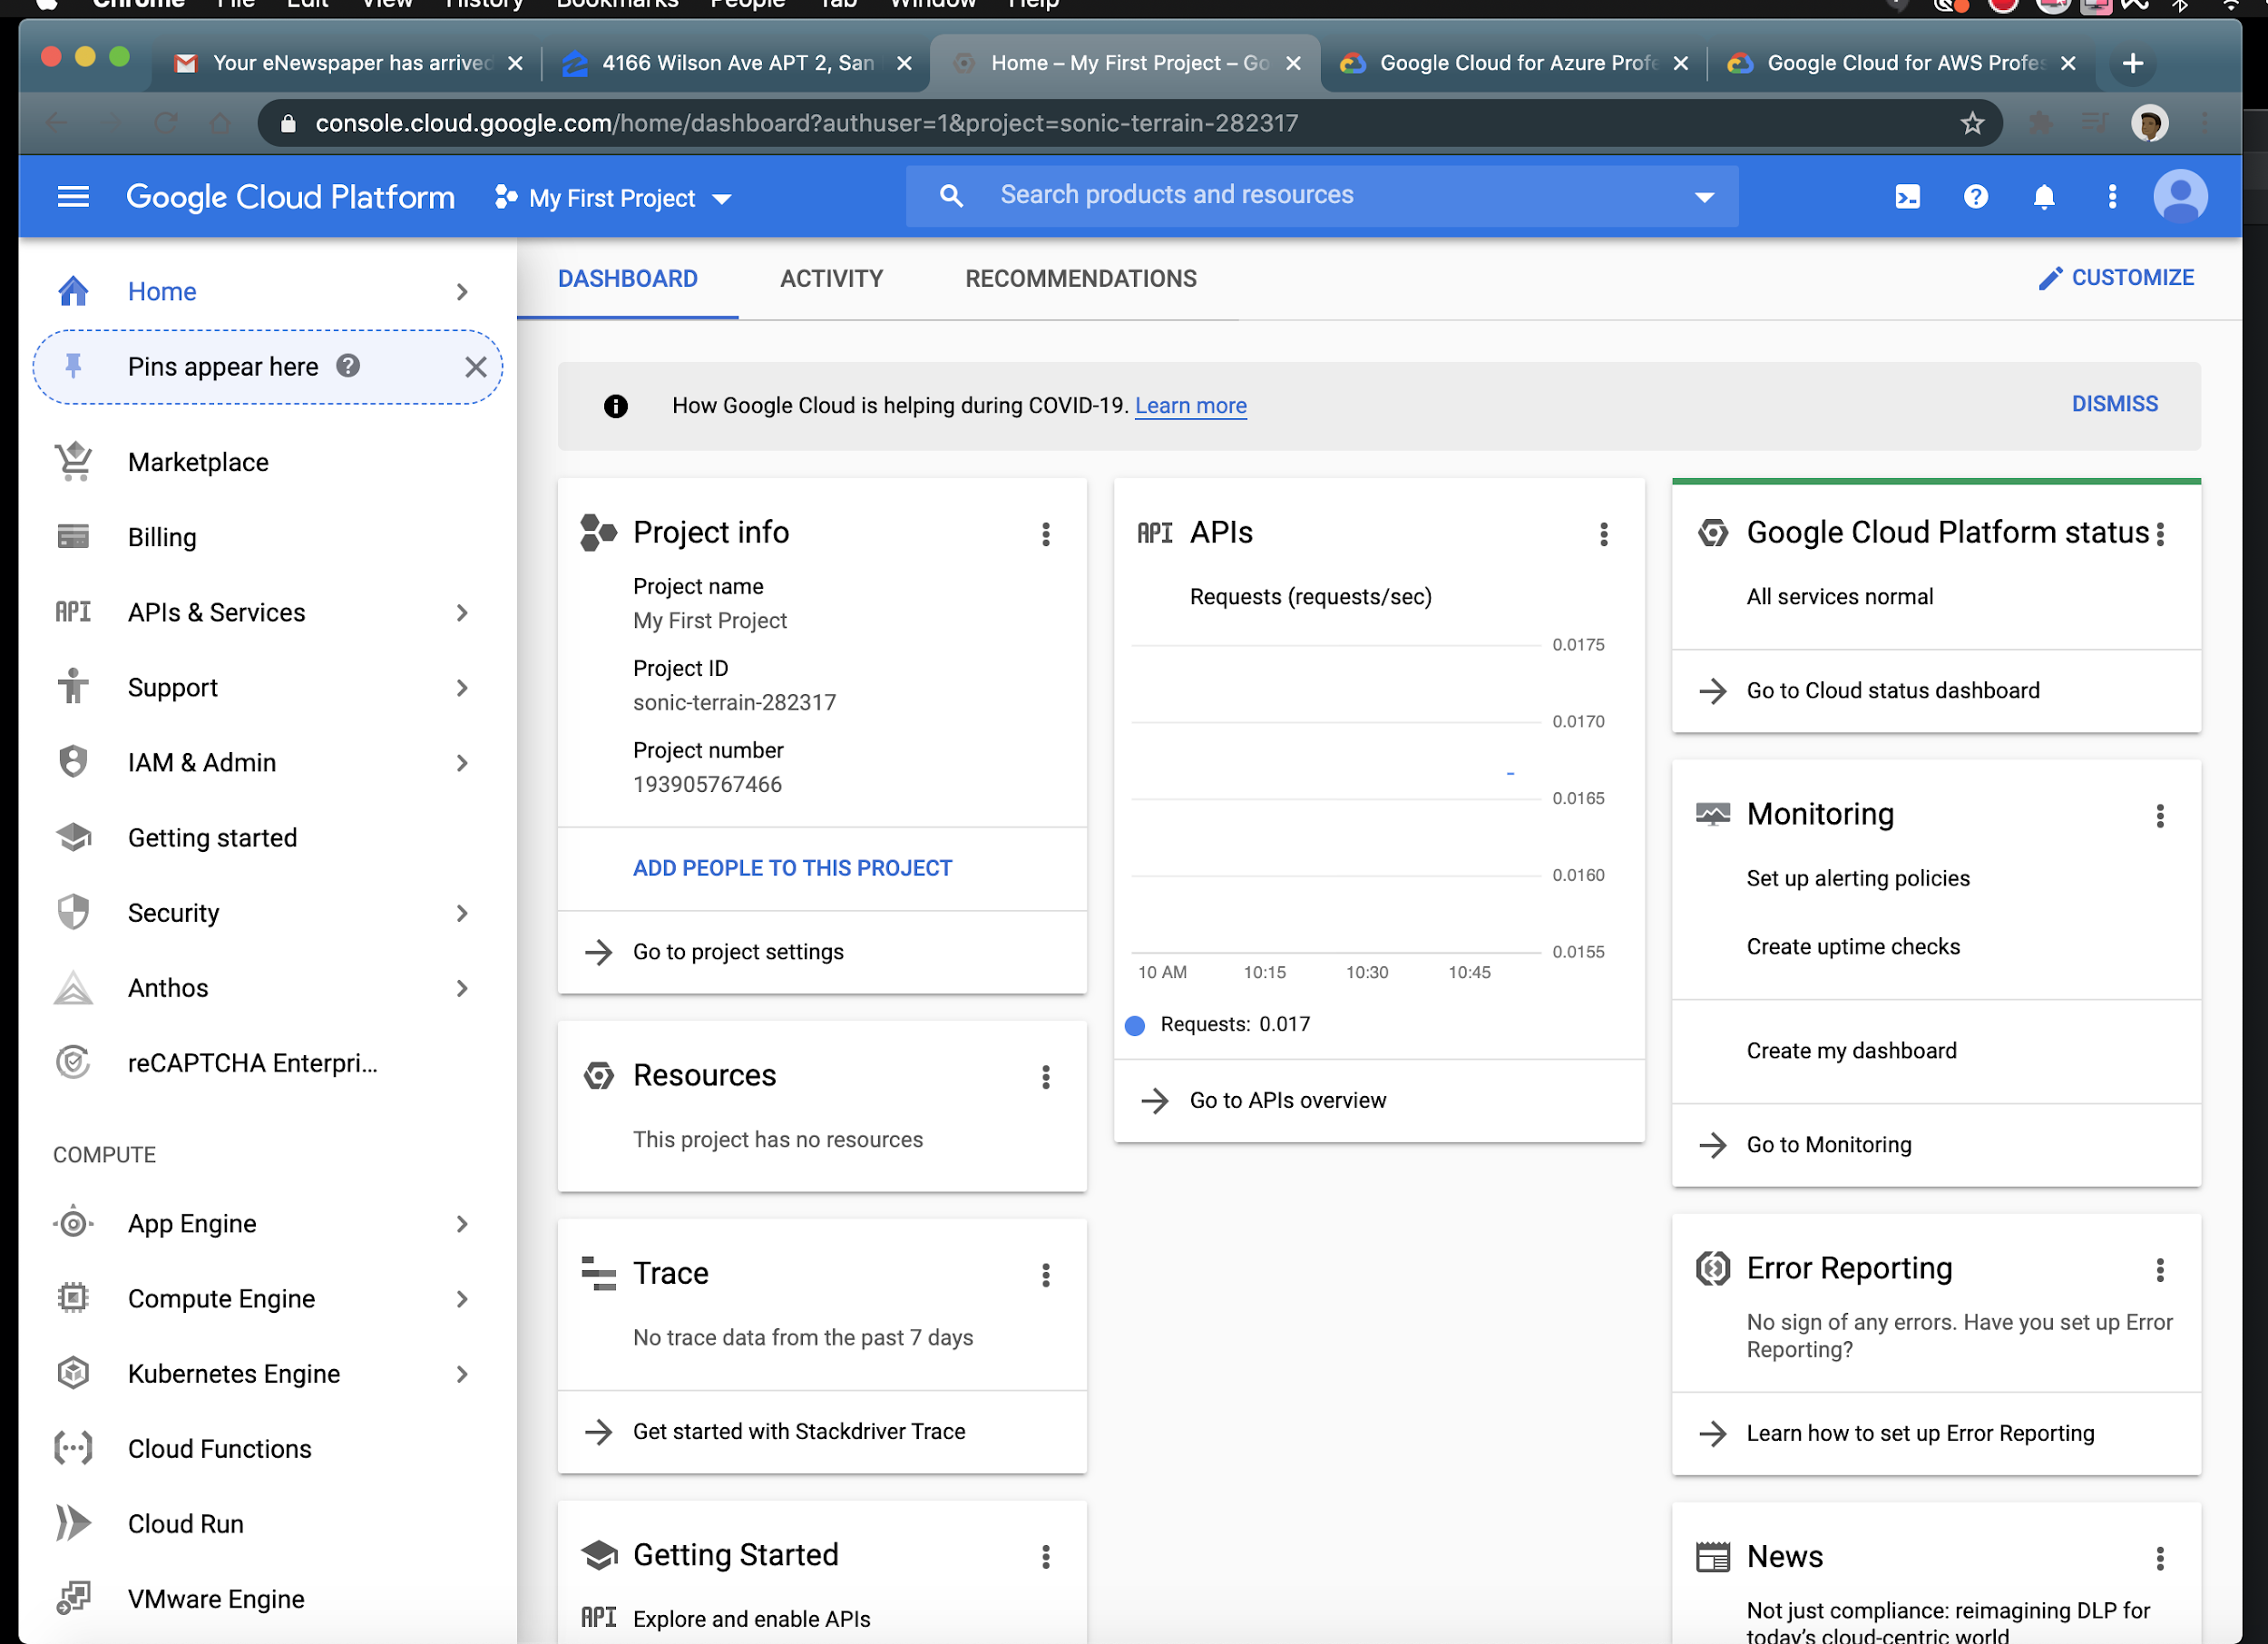 Chrome File Edit View History Bookmarks People Tab Window Help
Your eNewspaper has arrived
4166 Wilson Ave APT 2, San
Home – My First Project – Go
Google Cloud for Azure Profe
Google Cloud for AWS Profes
console.cloud.google.com/home/dashboard?authuser=1&project=sonic-terrain-282317
Google Cloud Platform
My First Project
Search products and resources
Home
Pins appear here
Marketplace
Billing
API APIs & Services
Support
IAM & Admin
Getting started
Security
Anthos
reCAPTCHA Enterpri...
COMPUTE
App Engine
Compute Engine
Kubernetes Engine
Cloud Functions
Cloud Run
VMware Engine
DASHBOARD
ACTIVITY
RECOMMENDATIONS
CUSTOMIZE
How Google Cloud is helping during COVID-19. Learn more
DISMISS
Project info
Project name
My First Project
Project ID
sonic-terrain-282317
Project number
193905767466
ADD PEOPLE TO THIS PROJECT
Go to project settings
Resources
This project has no resources
Trace
No trace data from the past 7 days
Get started with Stackdriver Trace
Getting Started
API Explore and enable APIs
API APIs
Requests (requests/sec)
0.0175
0.0170
0.0165
0.0160
0.0155
10 AM 10:15 10:30 10:45
Requests: 0.017
Go to APIs overview
Google Cloud Platform status
All services normal
Go to Cloud status dashboard
Monitoring
Set up alerting policies
Create uptime checks
Create my dashboard
Go to Monitoring
Error Reporting
No sign of any errors. Have you set up Error
Reporting?
Learn how to set up Error Reporting
News
Not just compliance: reimagining DLP for
today's cloud-centric world